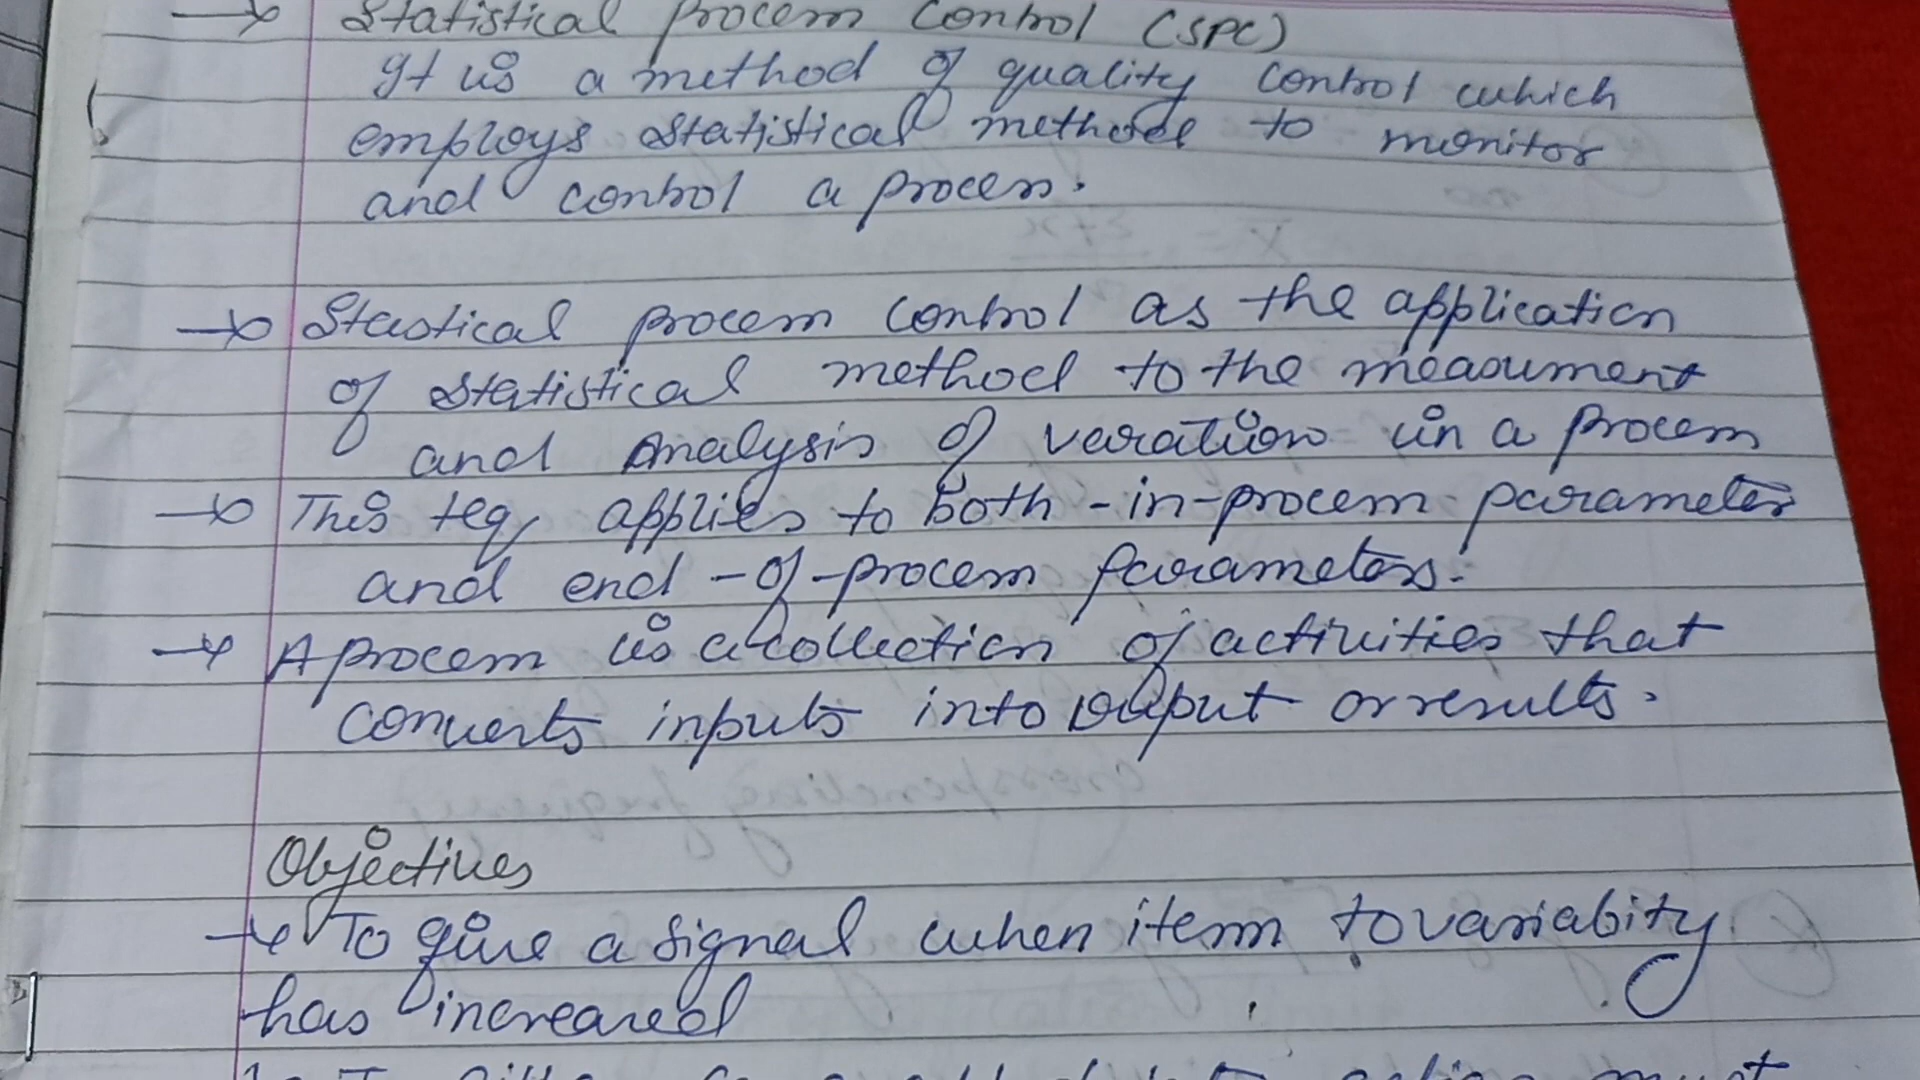 → Statistical Process Control (SPC)
It is a method of quality control which
employs statistical methods to monitor
and control a process.
→ Stastical process control as the application
of statistical method to the measument
and Analysis of varation in a process
→ This teq, applies to both-in-process parameters
and end-of-process parameters.
→ A process is a collection of activities that
converts inputs into output or results.
Objectives
→ To give a signal when item to variabity
has increased